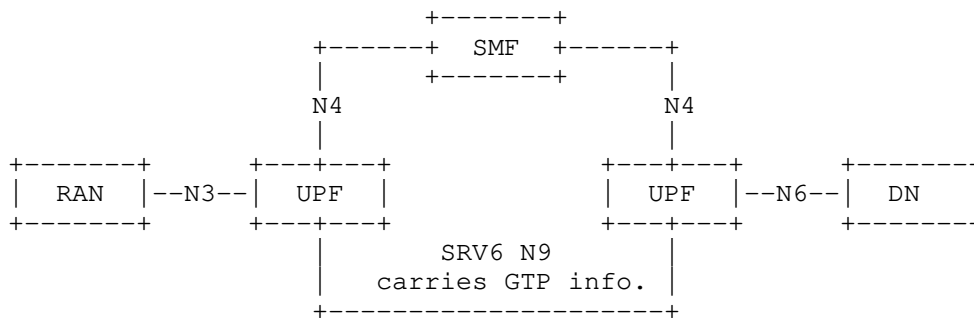 SMF
N4 N4
RAN --N3-- UPF UPF --N6-- DN
SRV6 N9
carries GTP info.